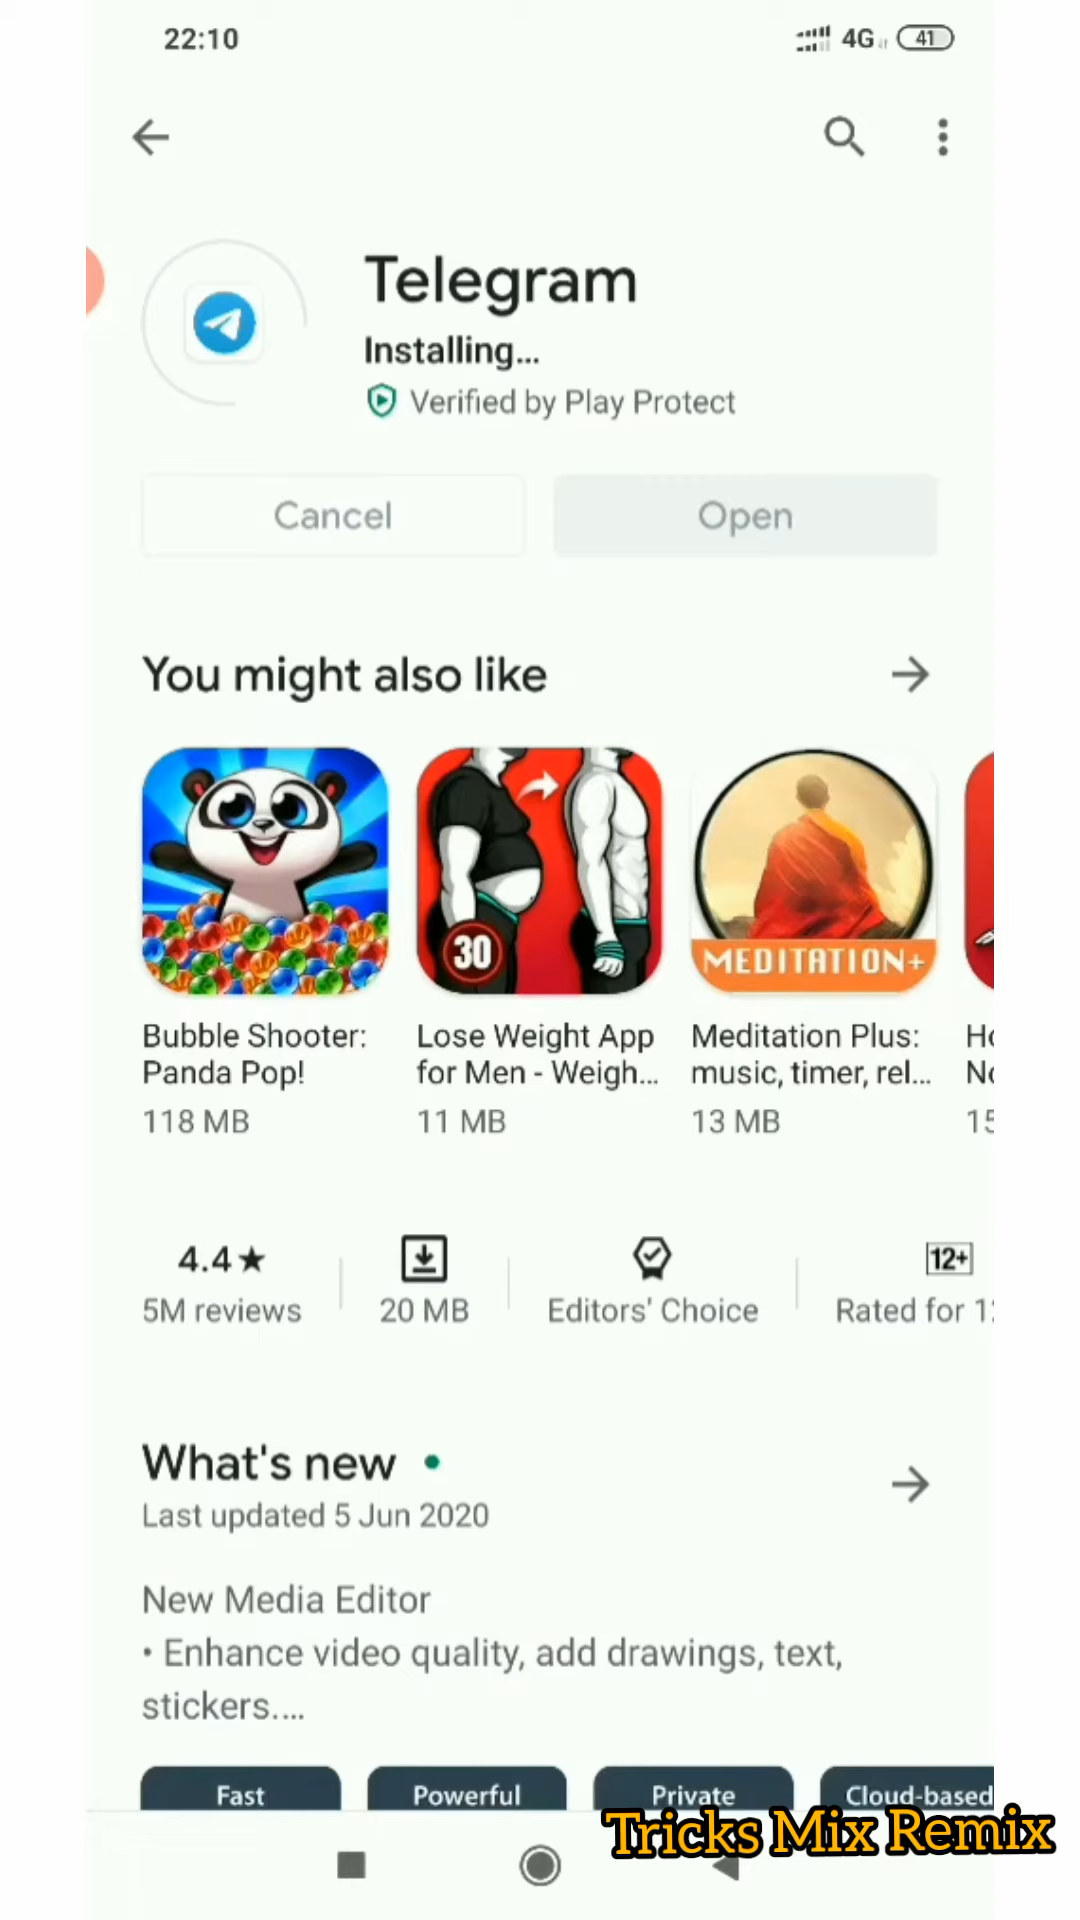 22:10
4G
41
Telegram
Installing...
Verified by Play Protect
Cancel
Open
You might also like
30
MEDITATION+
Bubble Shooter:
Panda Pop!
118 MB
Lose Weight App
for Men - Weigh...
11 MB
Meditation Plus:
music, timer, rel...
13 MB
4.4★
5M reviews
20 MB
Editors' Choice
12+
Rated for
What's new
Last updated 5 Jun 2020
New Media Editor
• Enhance video quality, add drawings, text,
stickers....
Fast
Powerful
Private
Cloud-based
Tricks Mix Remix